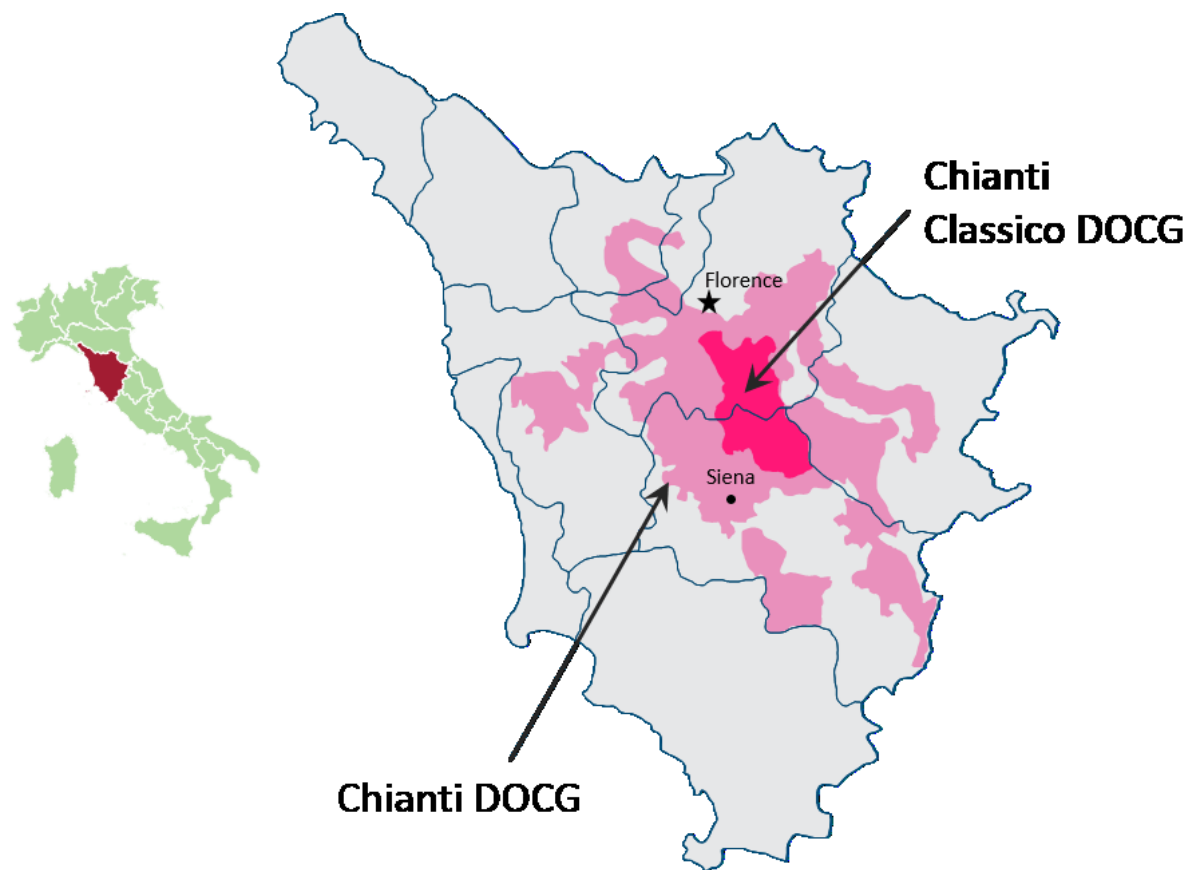 Chianti
Classico DOCG
Florence
Siena
Chianti DOCG